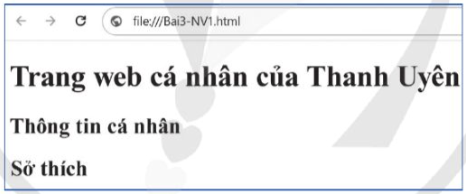 file:///Bai3-NV1.html
Trang web cá nhân của Thanh Uyên
Thông tin cá nhân
Sở thích